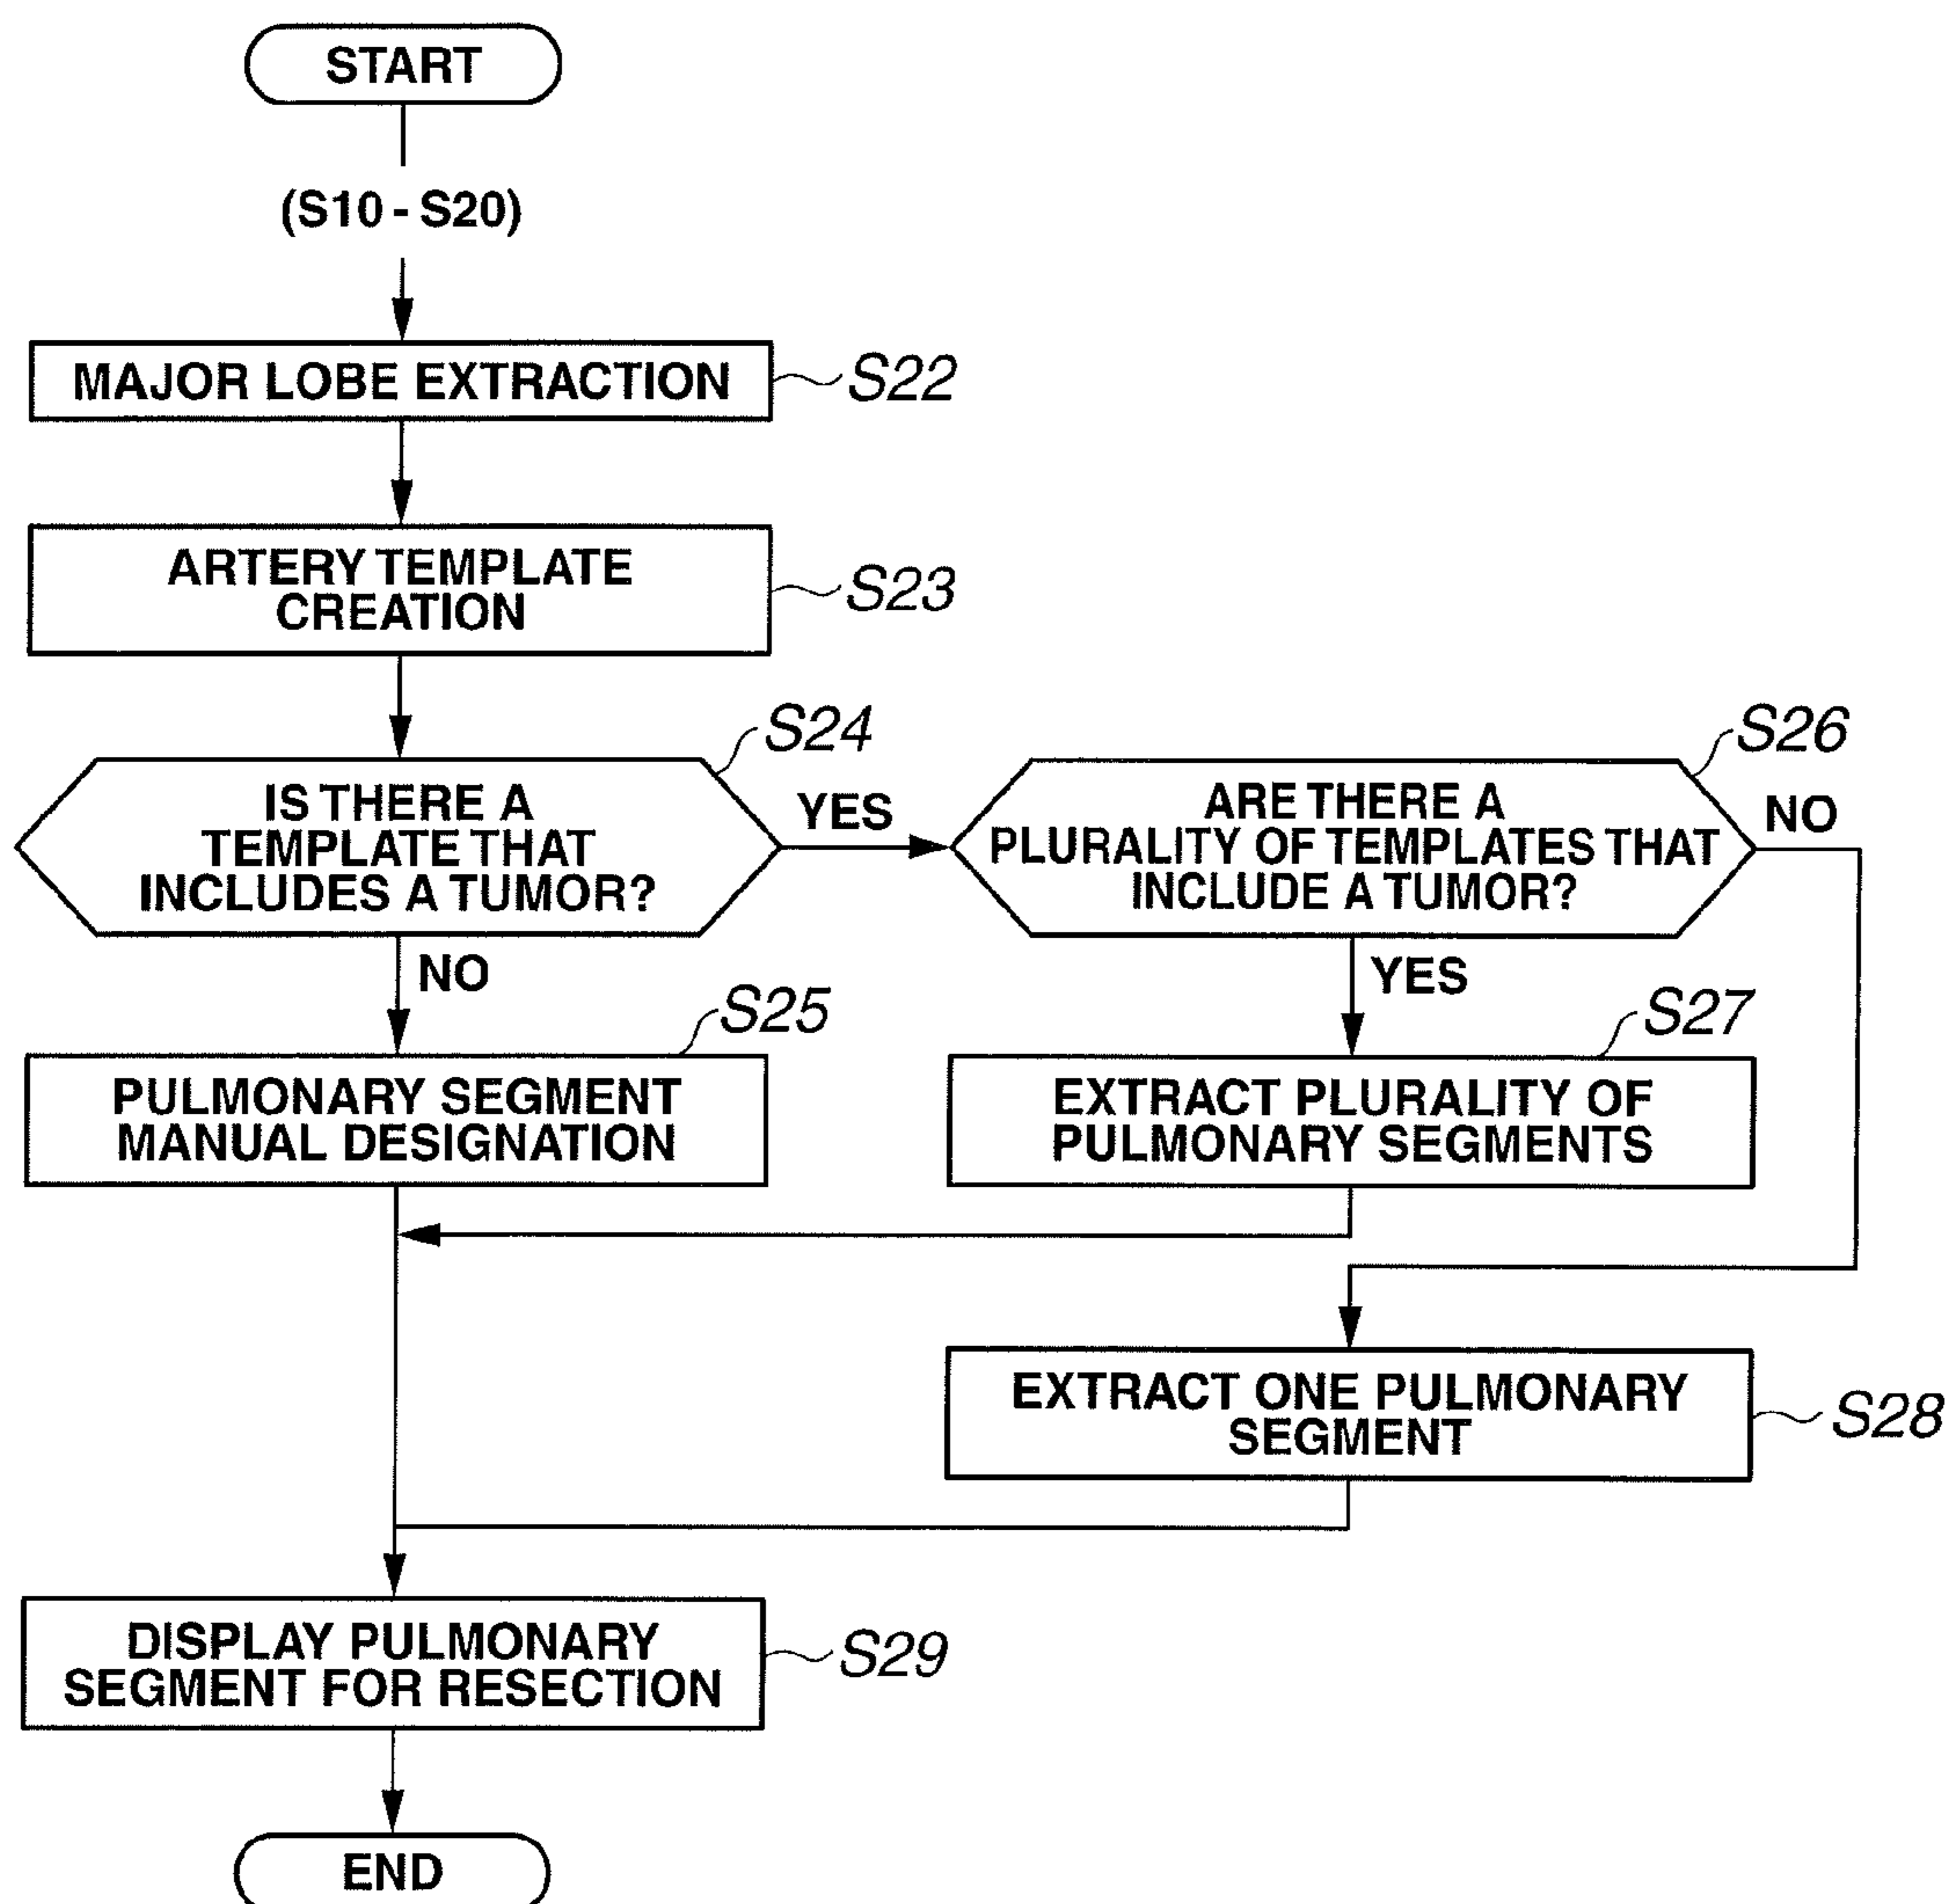 START
(S10 - S20)
MAJOR LOBE EXTRACTION
S22
ARTERY TEMPLATE
CREATION
S23
S24
IS THERE A
TEMPLATE THAT
INCLUDES A TUMOR?
YES
S26
ARE THERE A
PLURALITY OF TEMPLATES THAT
INCLUDE A TUMOR?
NO
NO
YES
S25
PULMONARY SEGMENT
MANUAL DESIGNATION
S27
EXTRACT PLURALITY OF
PULMONARY SEGMENTS
EXTRACT ONE PULMONARY
SEGMENT
S28
DISPLAY PULMONARY
SEGMENT FOR RESECTION
S29
END